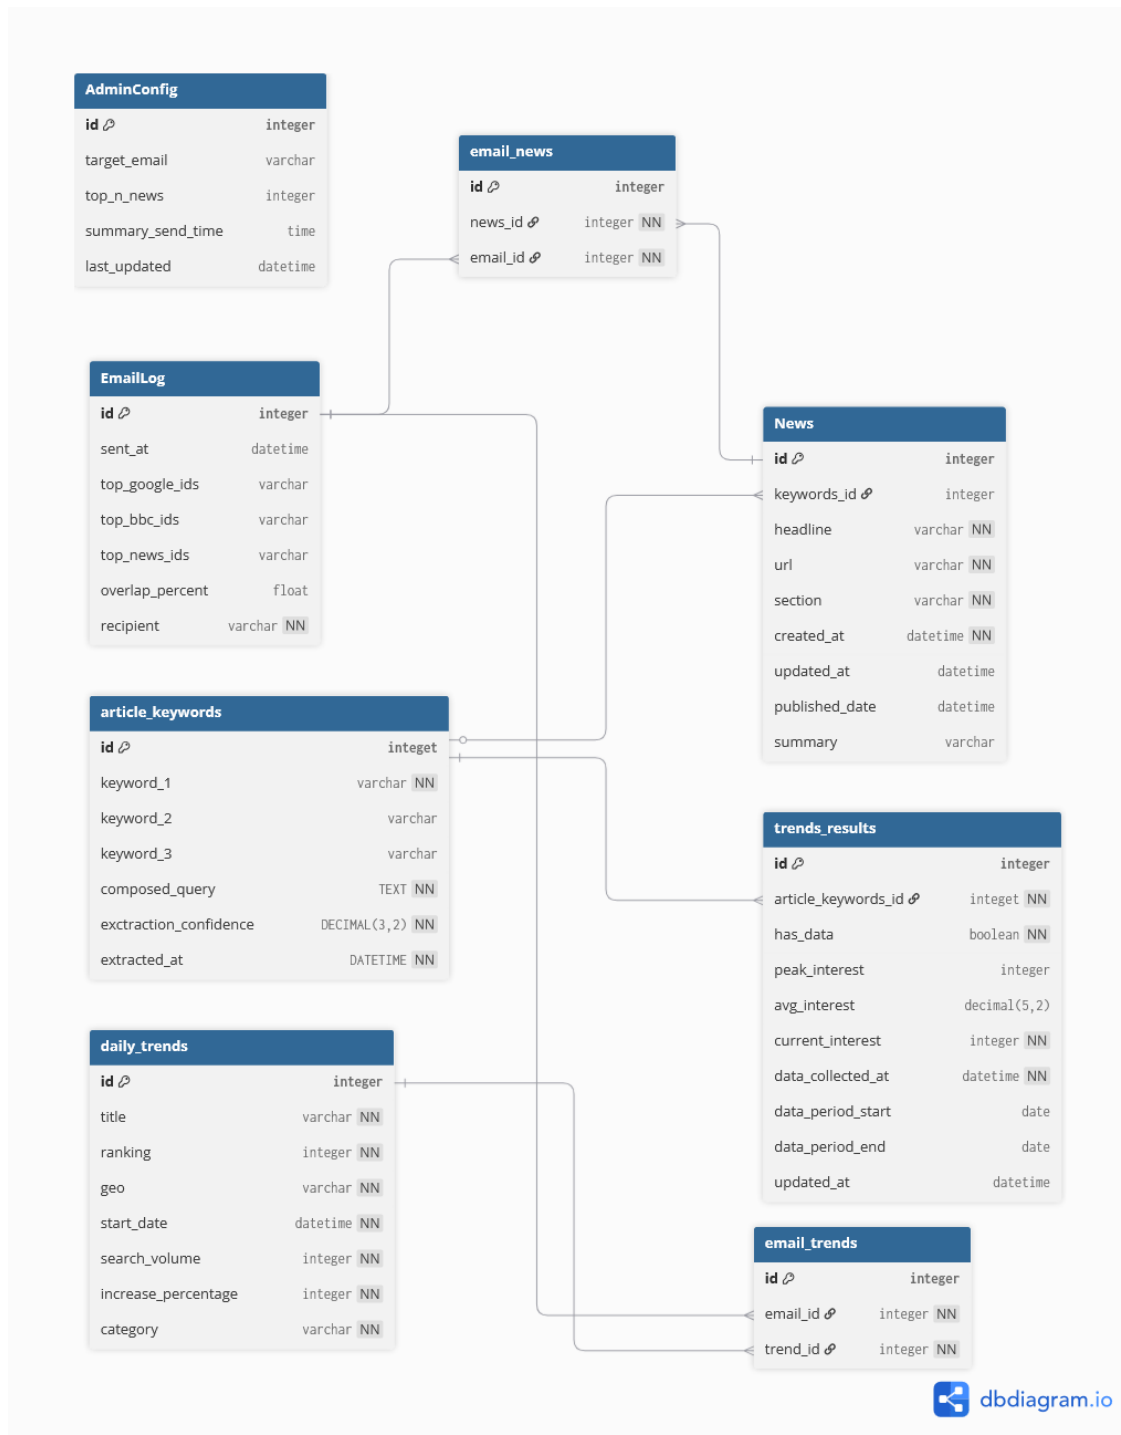 AdminConfig
id integer
target_email varchar
top_n_news integer
summary_send_time time
last_updated datetime
email_news
id integer
news_id integer NN
email_id integer NN
EmailLog
id integer
sent_at datetime
top_google_ids varchar
top_bbc_ids varchar
top_news_ids varchar
overlap_percent float
recipient varchar NN
News
id integer
keywords_id integer
headline varchar NN
url varchar NN
section varchar NN
created_at datetime NN
updated_at datetime
published_date datetime
summary varchar
article_keywords
id integet
keyword_1 varchar NN
keyword_2 varchar
keyword_3 varchar
composed_query TEXT NN
exctraction_confidence DECIMAL(3,2) NN
extracted_at DATETIME NN
trends_results
id integer
article_keywords_id integet NN
has_data boolean NN
peak_interest integer
avg_interest decimal(5,2)
current_interest integer NN
data_collected_at datetime NN
data_period_start date
data_period_end date
updated_at datetime
daily_trends
id integer
title varchar NN
ranking integer NN
geo varchar NN
start_date datetime NN
search_volume integer NN
increase_percentage integer NN
category varchar NN
email_trends
id integer
email_id integer NN
trend_id integer NN
dbdiagram.io